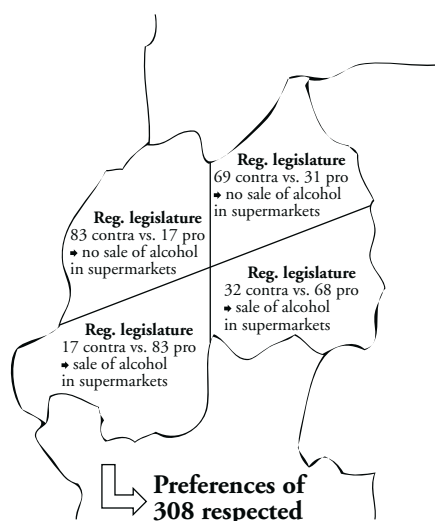 Reg. legislature
69 contra vs. 31 pro
➨ no sale of alcohol
in supermarkets
Reg. legislature
83 contra vs. 17 pro
➨ no sale of alcohol
in supermarkets
Reg. legislature
32 contra vs. 68 pro
➨ sale of alcohol
in supermarkets
Reg. legislature
17 contra vs. 83 pro
➨ sale of alcohol
in supermarkets
Preferences of
308 respected